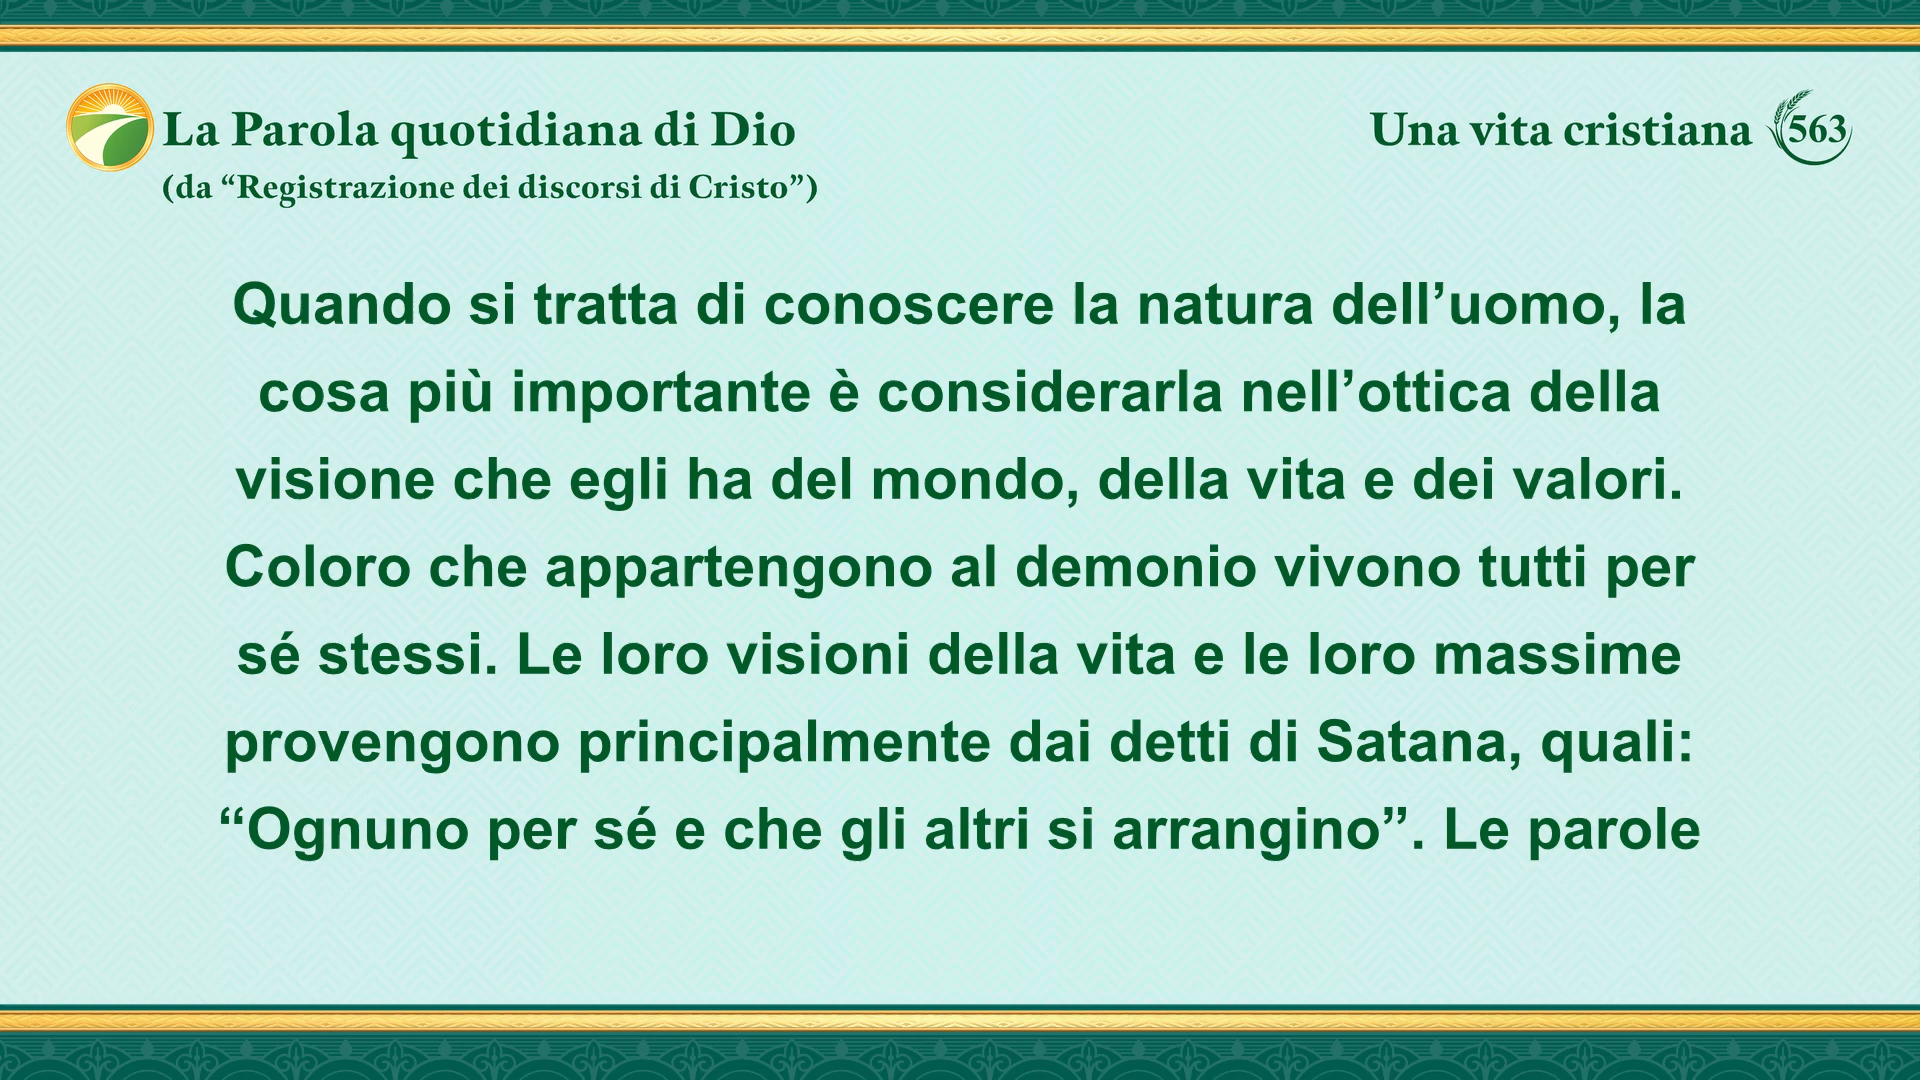 La Parola quotidiana di Dio
(da “Registrazione dei discorsi di Cristo”)
Una vita cristiana 563
Quando si tratta di conoscere la natura dell’uomo, la
cosa più importante è considerarla nell’ottica della
visione che egli ha del mondo, della vita e dei valori.
Coloro che appartengono al demonio vivono tutti per
sé stessi. Le loro visioni della vita e le loro massime
provengono principalmente dai detti di Satana, quali:
“Ognuno per sé e che gli altri si arrangino”. Le parole